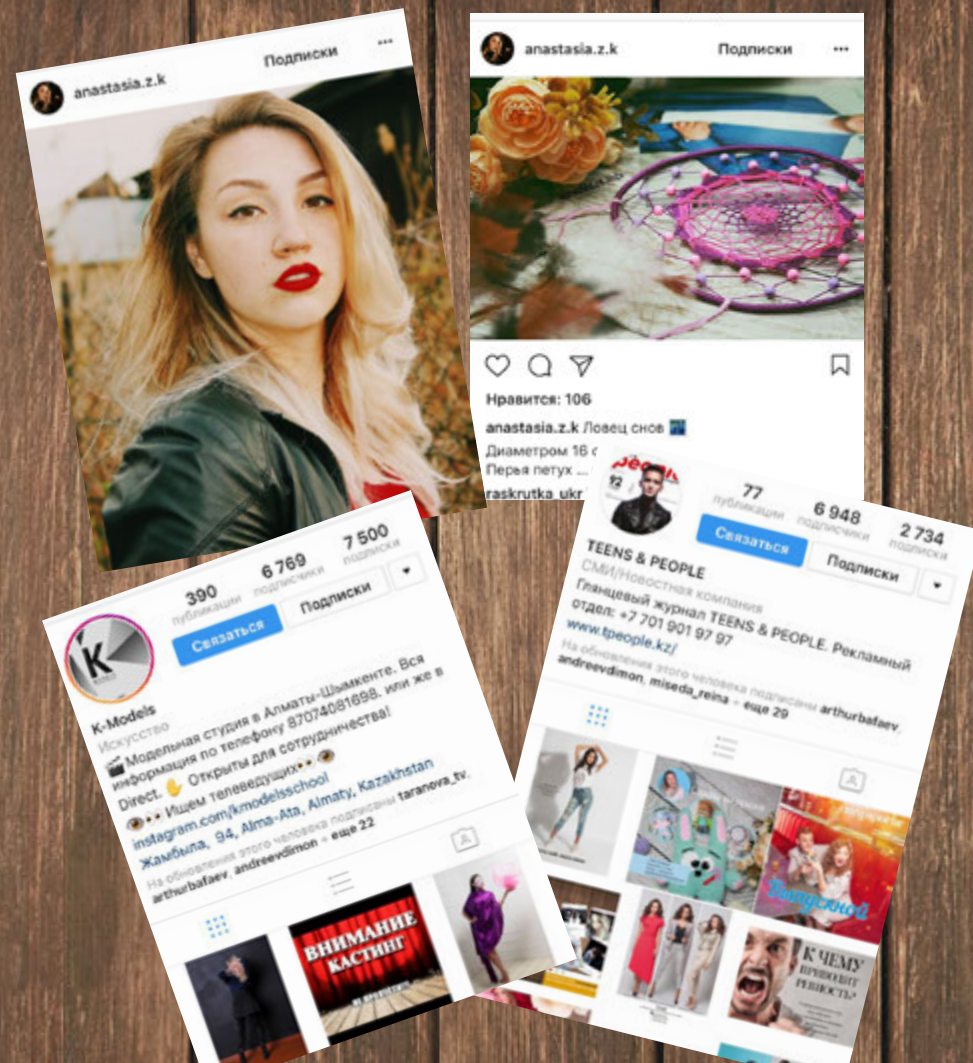 anastasia.z.k Подписки
anastasia.z.k Подписки
Нравится: 106
anastasia.z.k Ловец снов
Диаметром 16 с
Перья петух ...
raskrutka_ukr
390 6 769 7 500
публикации подписчики подписки
Связаться Подписки
K
K-Models
Искусство
Модельная студия в Алматы-Шымкенте. Вся
информация по телефону 87074081698, или же в
Direct. Открыты для сотрудничества!
Ищем телеведущих
instagram.com/kmodelsschool
Жамбыла, 94, Alma-Ata, Almaty, Kazakhstan
На обновления этого человека подписаны taranova_tv,
arthurbafaev, andreevdimon + еще 22
ВНИМАНИЕ
КАСТИНГ
people
92
77 6 948 2 734
публикации подписчики подписки
Связаться Подписки
TEENS & PEOPLE
СМИ/Новостная компания
Глянцевый журнал TEENS & PEOPLE. Рекламный
отдел: +7 701 901 97 97
www.tpeople.kz/
На обновления этого человека подписаны arthurbafaev,
andreevdimon, miseda_reina + еще 29
Выпускной
К ЧЕМУ
ПРИВОДИТ
РЕВНОСТЬ?